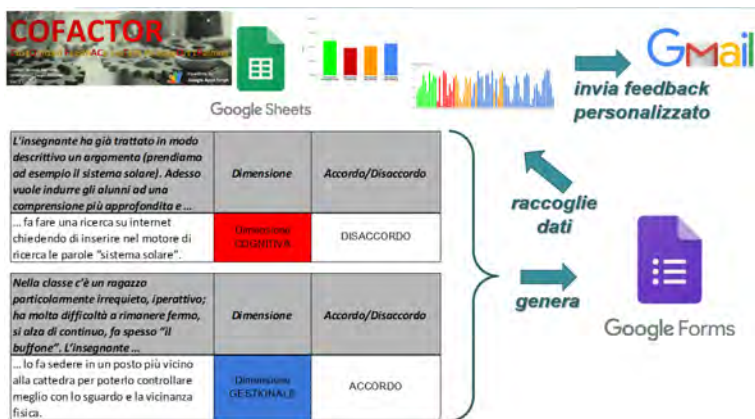 COFACTOR
Google Sheets
Gmail
invia feedback
personalizzato
raccoglie
dati
genera
Google Forms
L'insegnante ha già trattato in modo
descrittivo un argomento (prendiamo
ad esempio il sistema solare). Adesso
vuole indurre gli alunni ad una
comprensione più approfondita e ...
Dimensione
Accordo/Disaccordo
... fa fare una ricerca su internet
chiedendo di inserire nel motore di
ricerca le parole "sistema solare".
Dimensione
COGNITIVA
DISACCORDO
Nella classe c'è un ragazzo
particolarmente irrequieto, iperattivo;
ha molta difficoltà a rimanere fermo,
si alza di continuo, fa spesso "il
buffone". L'insegnante ...
Dimensione
Accordo/Disaccordo
... lo fa sedere in un posto più vicino
alla cattedra per poterlo controllare
meglio con lo sguardo e la vicinanza
fisica.
Dimensione
GESTIONALE
ACCORDO